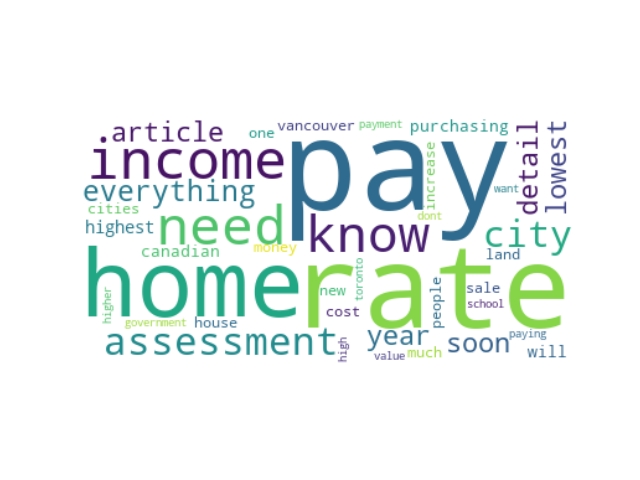 article
one
vancouver
payment
purchasing
detail
lowest
income
pay
increase
everything
want
cities
highest
need
know
dont
city
canadian
money
land
home
rate
higher
new
toronto
people
sale
school
cost
government
house
assessment
high
year
value
much
soon
paying
will